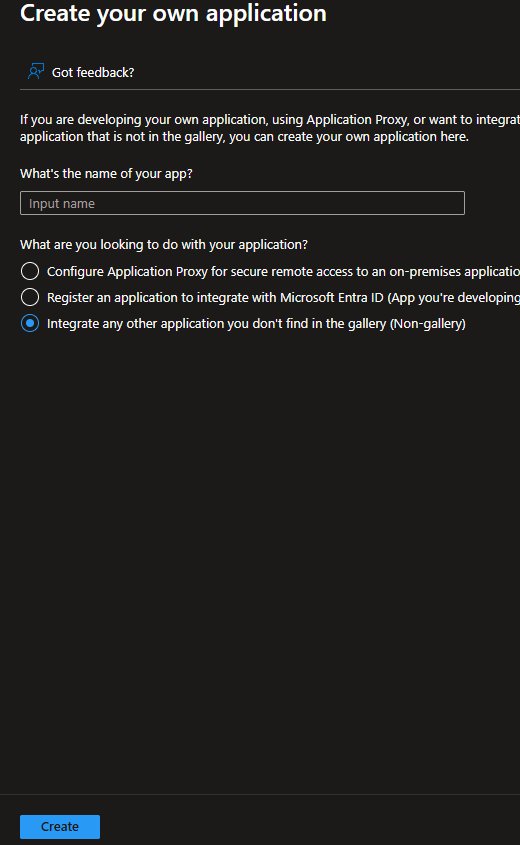 Create your own application
Got feedback?
If you are developing your own application, using Application Proxy, or want to integrat
application that is not in the gallery, you can create your own application here.
What's the name of your app?
Input name
What are you looking to do with your application?
Configure Application Proxy for secure remote access to an on-premises applicatio
Register an application to integrate with Microsoft Entra ID (App you're developing
Integrate any other application you don't find in the gallery (Non-gallery)
Create